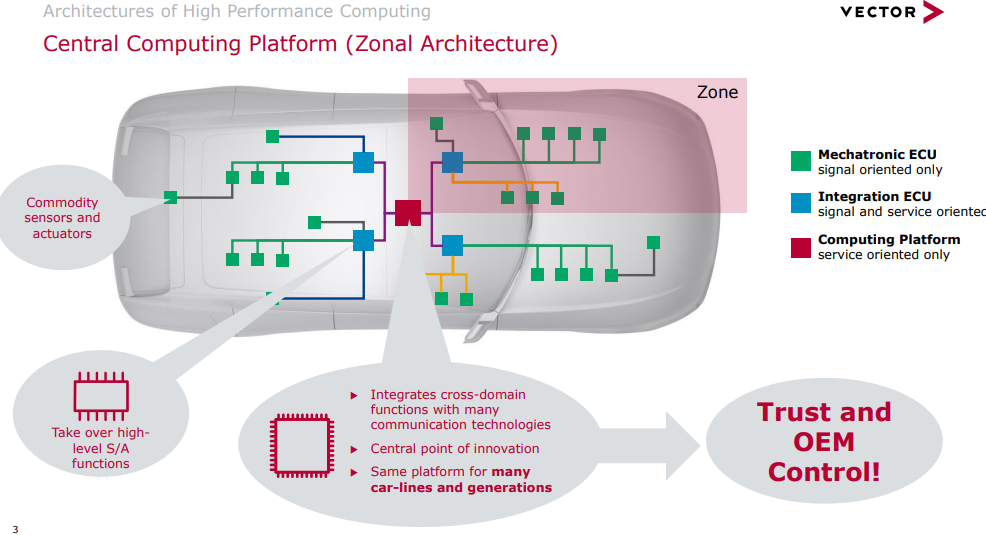 Architectures of High Performance Computing
VECTOR
Central Computing Platform (Zonal Architecture)
Zone
Mechatronic ECU
signal oriented only
Integration ECU
signal and service oriented
Computing Platform
service oriented only
Commodity
sensors and
actuators
Take over high-
level S/A
functions
Integrates cross-domain
functions with many
communication technologies
Central point of innovation
Same platform for many
car-lines and generations
Trust and
OEM
Control!
3